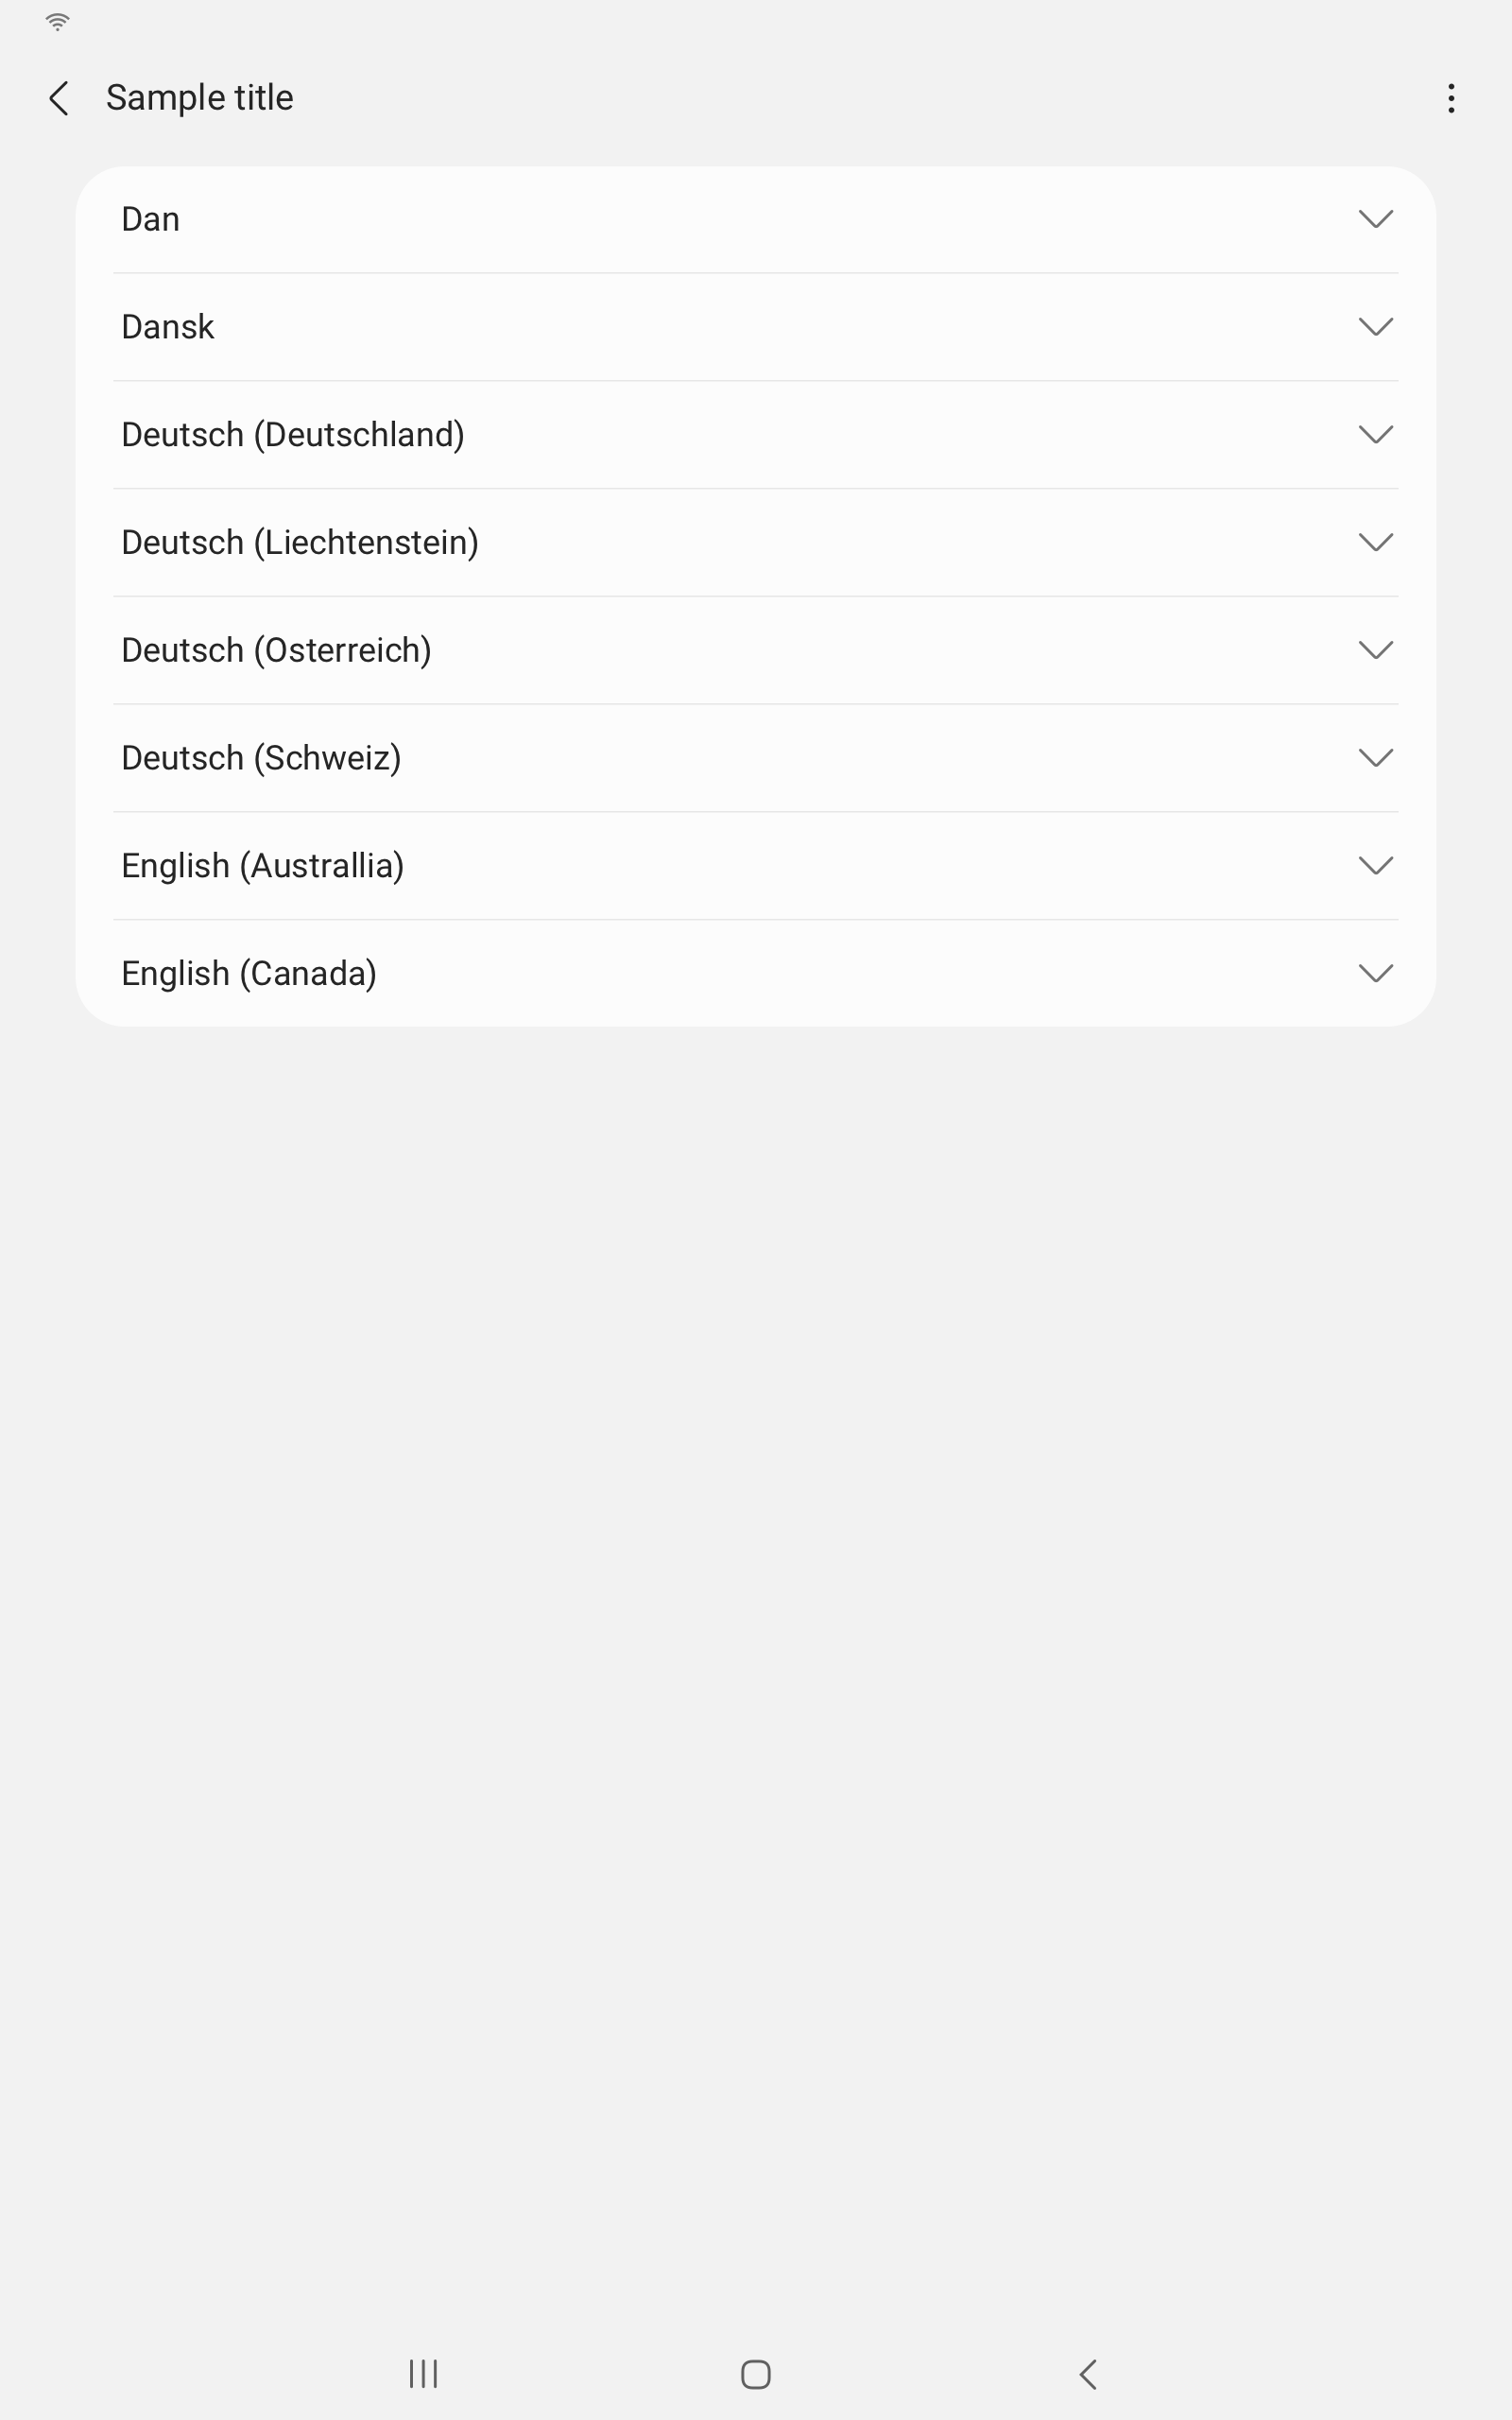 Sample title
Dan
Dansk
Deutsch (Deutschland)
Deutsch (Liechtenstein)
Deutsch (Osterreich)
Deutsch (Schweiz)
English (Australlia)
English (Canada)